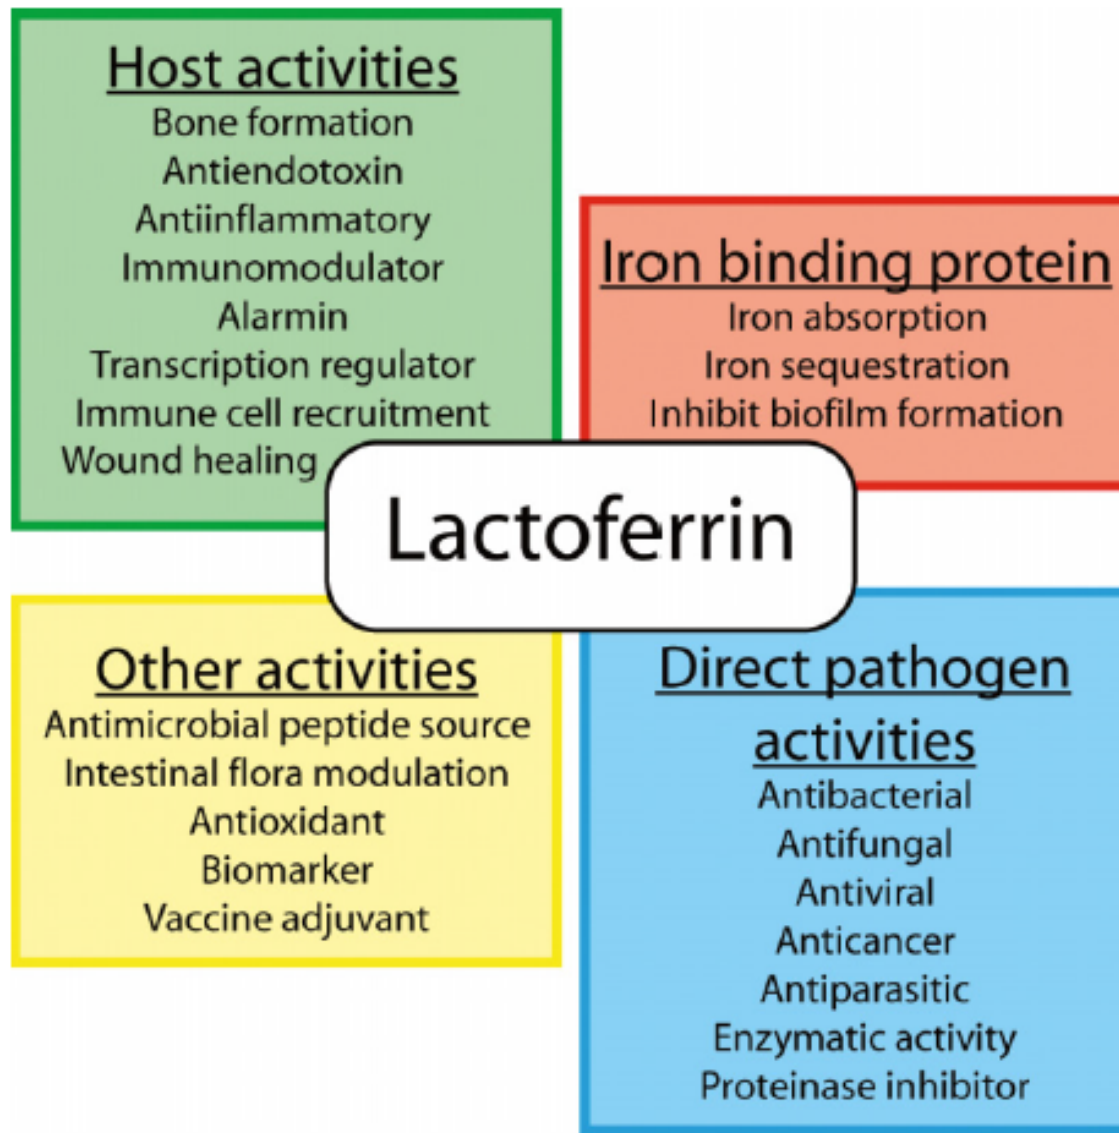 Host activities
Bone formation
Antiendotoxin
Antiinflammatory
Immunomodulator
Alarmin
Transcription regulator
Immune cell recruitment
Wound healing
Iron binding protein
Iron absorption
Iron sequestration
Inhibit biofilm formation
Lactoferrin
Other activities
Antimicrobial peptide source
Intestinal flora modulation
Antioxidant
Biomarker
Vaccine adjuvant
Direct pathogen
activities
Antibacterial
Antifungal
Antiviral
Anticancer
Antiparasitic
Enzymatic activity
Proteinase inhibitor